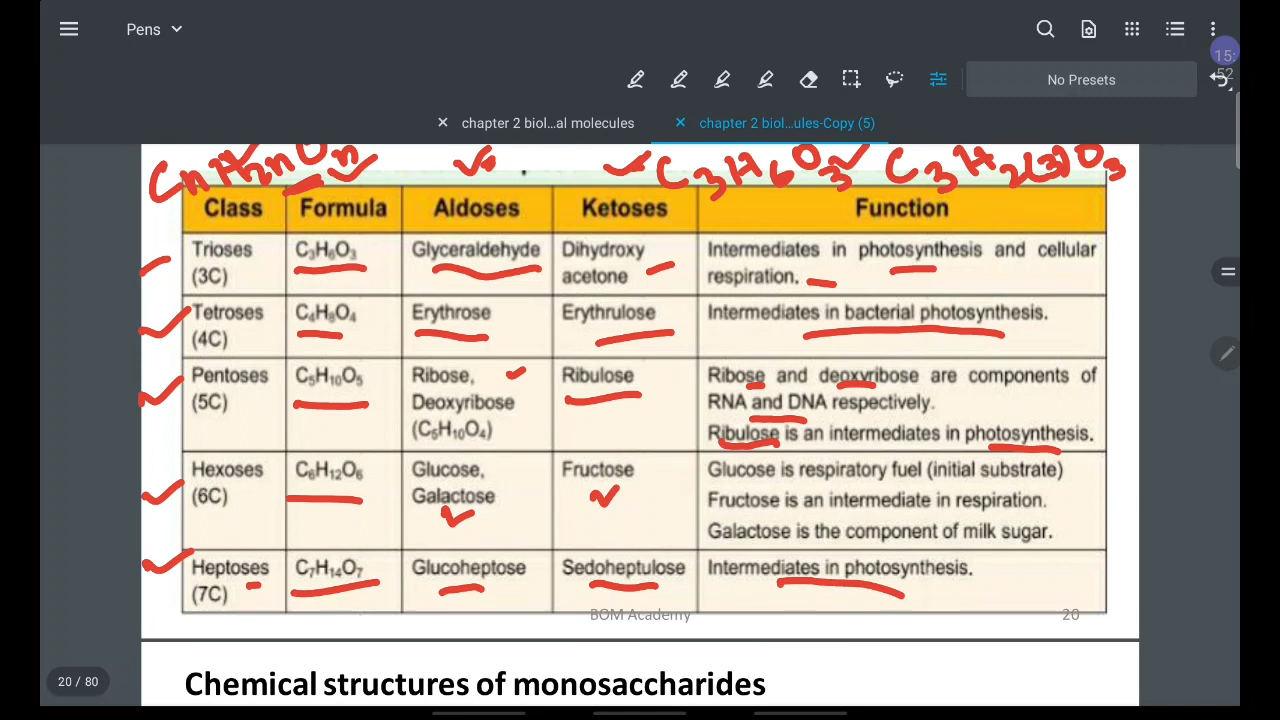 Pens
15:
52
No Presets
chapter 2 biol...al molecules
chapter 2 biol...ules-Copy (5)
CnH2nOn C3H6O3 C3H2(3)O3
Class Formula Aldoses Ketoses Function
Trioses (3C) C₃H₆O₃ Glyceraldehyde Dihydroxy acetone Intermediates in photosynthesis and cellular respiration.
Tetroses (4C) C₄H₈O₄ Erythrose Erythrulose Intermediates in bacterial photosynthesis.
Pentoses (5C) C₅H₁₀O₅ Ribose, Deoxyribose (C₅H₁₀O₄) Ribulose Ribose and deoxyribose are components of RNA and DNA respectively.
Ribulose is an intermediates in photosynthesis.
Hexoses (6C) C₆H₁₂O₆ Glucose, Galactose Fructose Glucose is respiratory fuel (initial substrate)
Fructose is an intermediate in respiration.
Galactose is the component of milk sugar.
Heptoses (7C) C₇H₁₄O₇ Glucoheptose Sedoheptulose Intermediates in photosynthesis.
BOM Academy 20
20 / 80
Chemical structures of monosaccharides